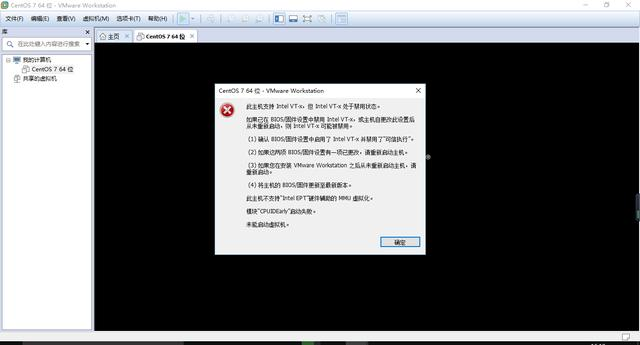 CentOS 7 64 位 - VMware Workstation
文件(F) 编辑(E) 查看(V) 虚拟机(M) 选项卡(T) 帮助(H)
库
在此处键入内容进行搜索
我的计算机
CentOS 7 64 位
共享的虚拟机
主页
CentOS 7 64 位
CentOS 7 64 位 - VMware Workstation
此主机支持 Intel VT-x，但 Intel VT-x 处于禁用状态。
如果已在 BIOS/固件设置中禁用 Intel VT-x，或主机自更改此设置后
从未重新启动，则 Intel VT-x 可能被禁用。
(1) 确认 BIOS/固件设置中启用了 Intel VT-x 并禁用了“可信执行”。
(2) 如果这两项 BIOS/固件设置有一项已更改，请重新启动主机。
(3) 如果您在安装 VMware Workstation 之后从未重新启动主机，请
重新启动。
(4) 将主机的 BIOS/固件更新至最新版本。
此主机不支持“Intel EPT”硬件辅助的 MMU 虚拟化。
模块“CPUIDEarly”启动失败。
未能启动虚拟机。
确定